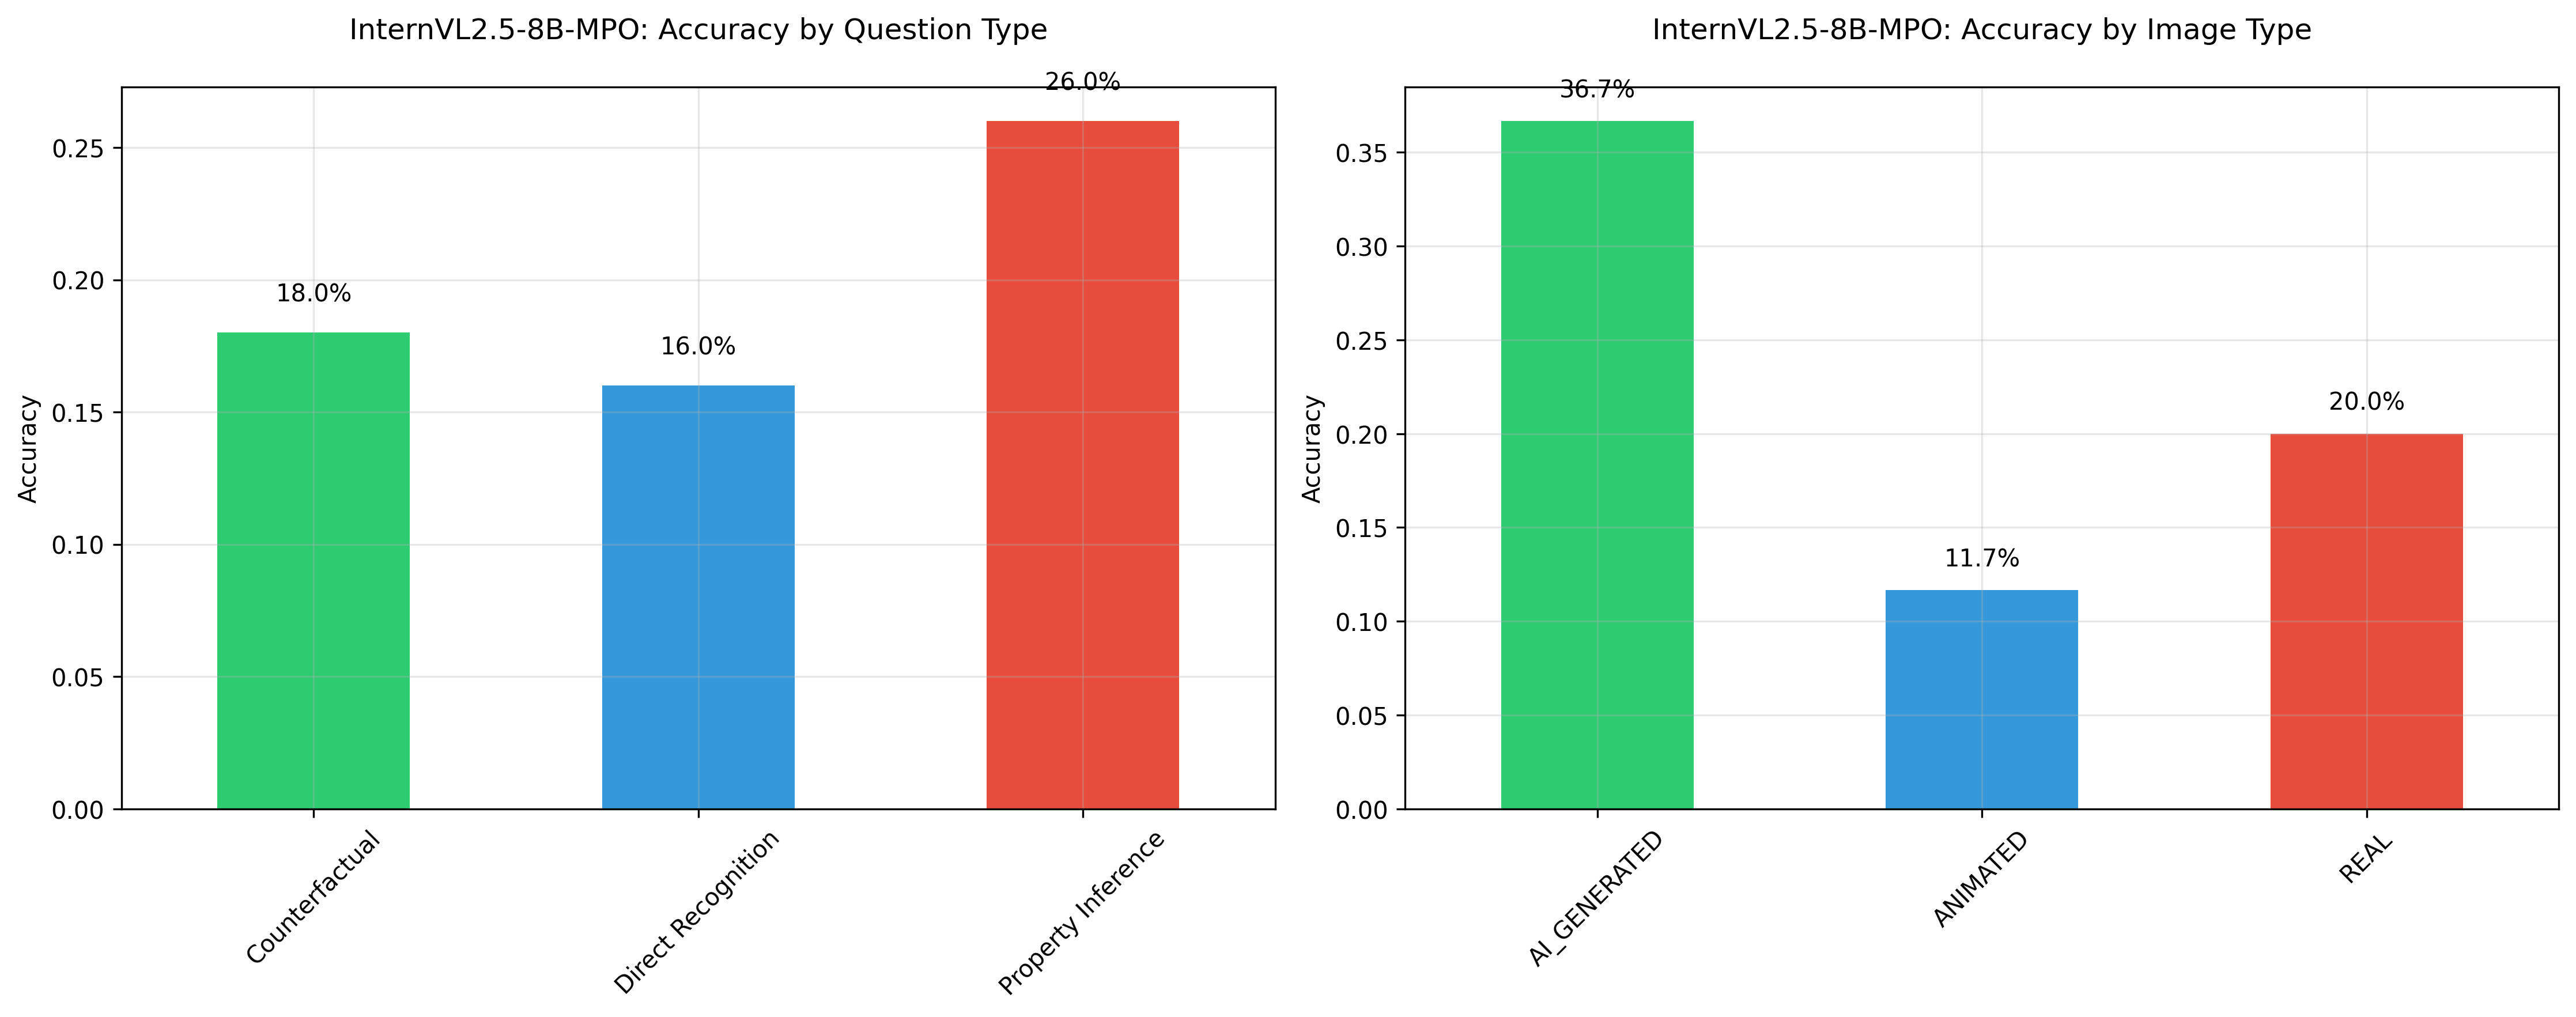 InternVL2.5-8B-MPO: Accuracy by Question Type
26.0%
18.0%
16.0%
0.25
0.20
0.15
0.10
0.05
0.00
Accuracy
Counterfactual
Direct Recognition
Property Inference
InternVL2.5-8B-MPO: Accuracy by Image Type
36.7%
20.0%
11.7%
0.35
0.30
0.25
0.20
0.15
0.10
0.05
0.00
Accuracy
AI_GENERATED
ANIMATED
REAL